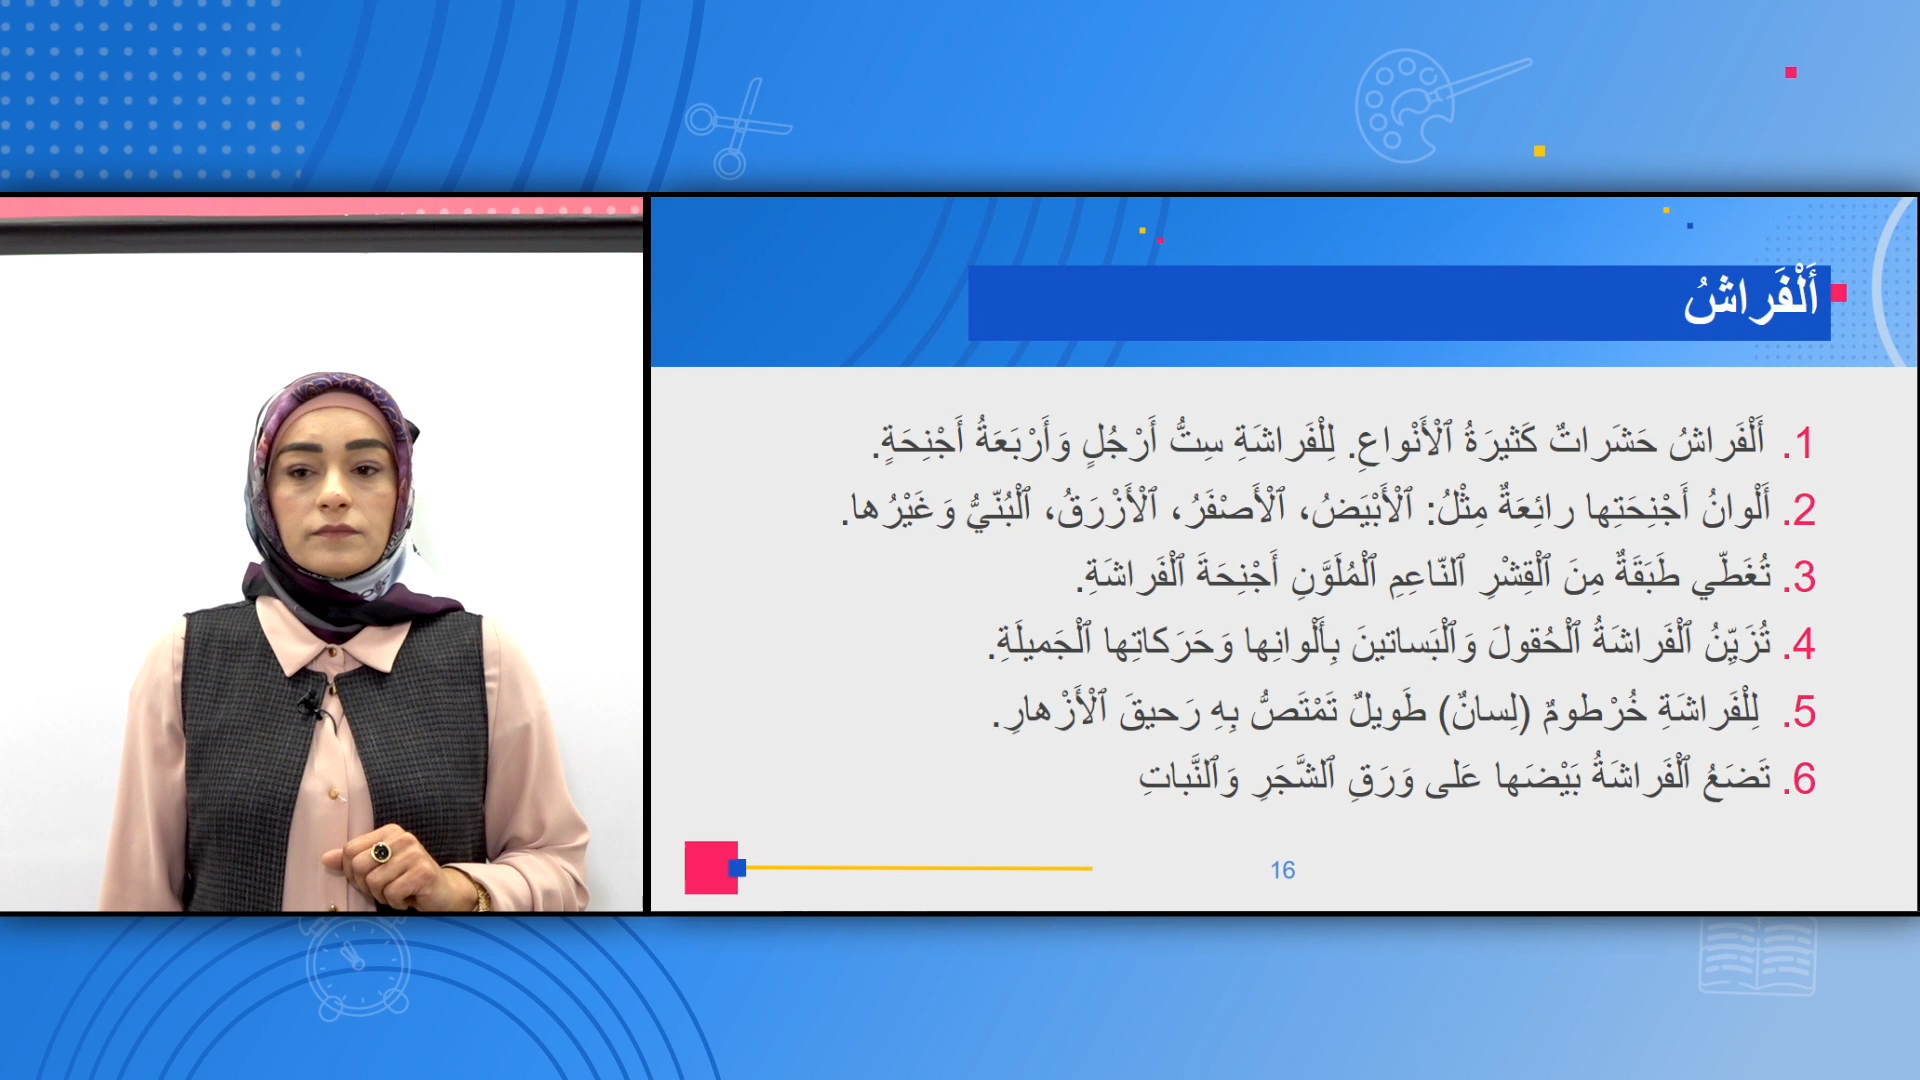 أَلْفَراشُ
1. أَلْفَراشُ حَشَراتٌ كَثيرَةُ ٱلْأَنْواعِ. لِلْفَراشَةِ سِتُّ أَرْجُلٍ وَأَرْبَعَةُ أَجْنِحَةٍ.
2. أَلْوانُ أَجْنِحَتِها رائِعَةٌ مِثْلُ: ٱلْأَبْيَضُ، ٱلْأَصْفَرُ، ٱلْأَزْرَقُ، ٱلْبُنّيُّ وَغَيْرُها.
3. تُغَطّي طَبَقَةٌ مِنَ ٱلْقِشْرِ ٱلنّاعِمِ ٱلْمُلَوَّنِ أَجْنِحَةَ ٱلْفَراشَةِ.
4. تُزَيِّنُ ٱلْفَراشَةُ ٱلْحُقولَ وَٱلْبَساتينَ بِأَلْوانِها وَحَرَكاتِها ٱلْجَميلَةِ.
5. لِلْفَراشَةِ خُرْطومٌ (لِسانٌ) طَويلٌ تَمْتَصُّ بِهِ رَحيقَ ٱلْأَزْهارِ.
6. تَضَعُ ٱلْفَراشَةُ بَيْضَها عَلى وَرَقِ ٱلشَّجَرِ وَٱلنَّباتِ
16